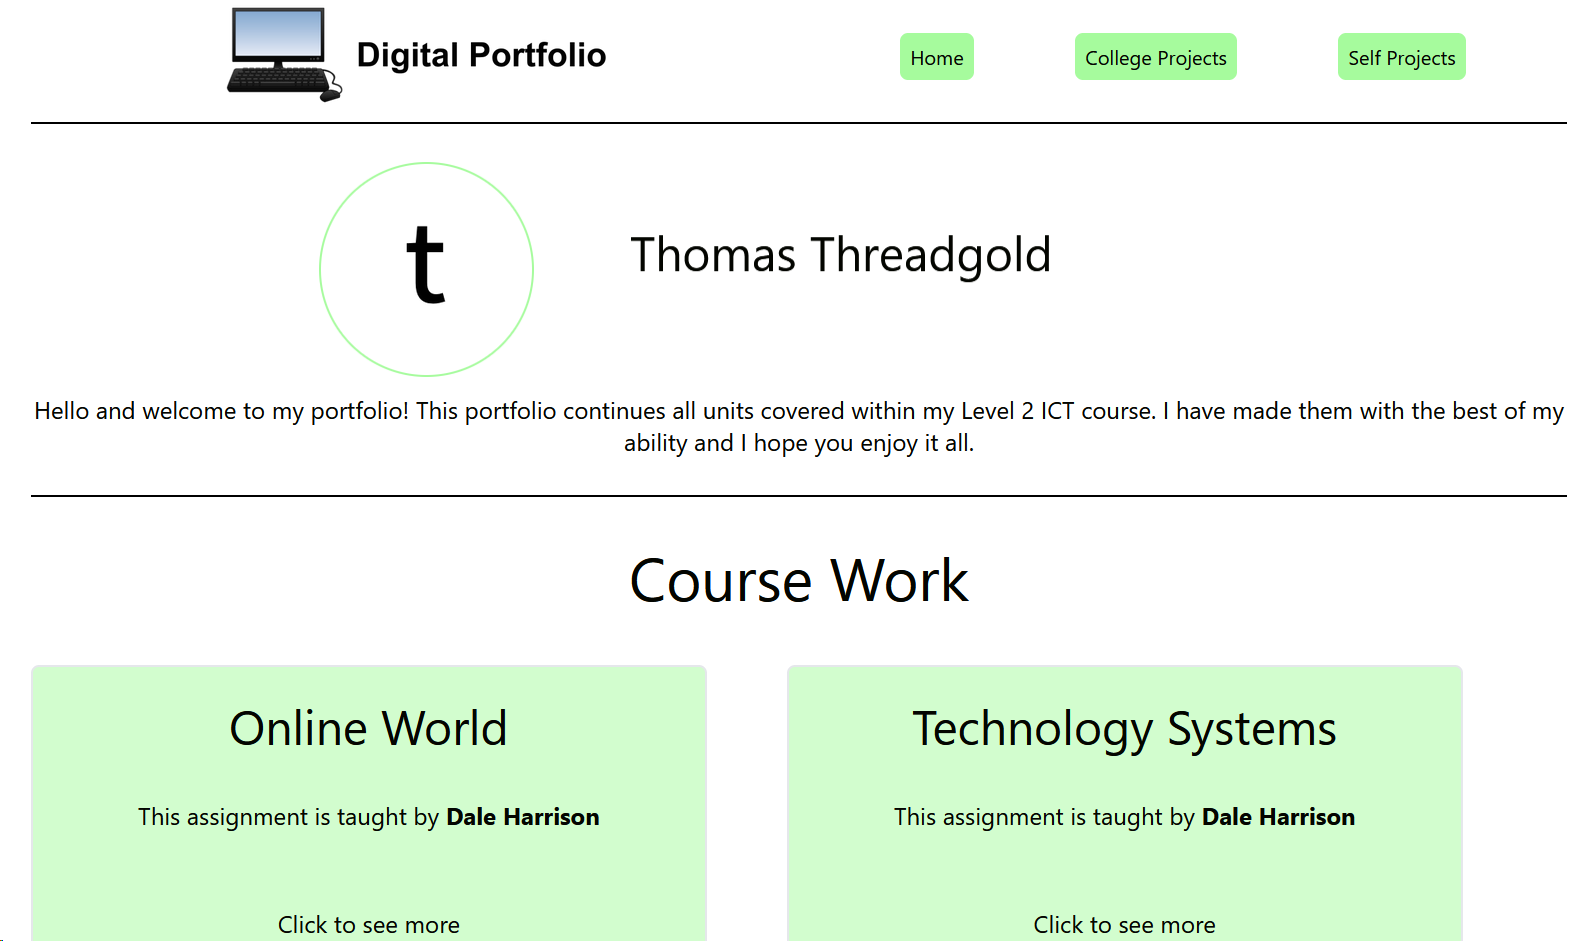 Digital Portfolio
Home
College Projects
Self Projects
t
Thomas Threadgold
Hello and welcome to my portfolio! This portfolio continues all units covered within my Level 2 ICT course. I have made them with the best of my
ability and I hope you enjoy it all.
Course Work
Online World
This assignment is taught by Dale Harrison
Click to see more
Technology Systems
This assignment is taught by Dale Harrison
Click to see more